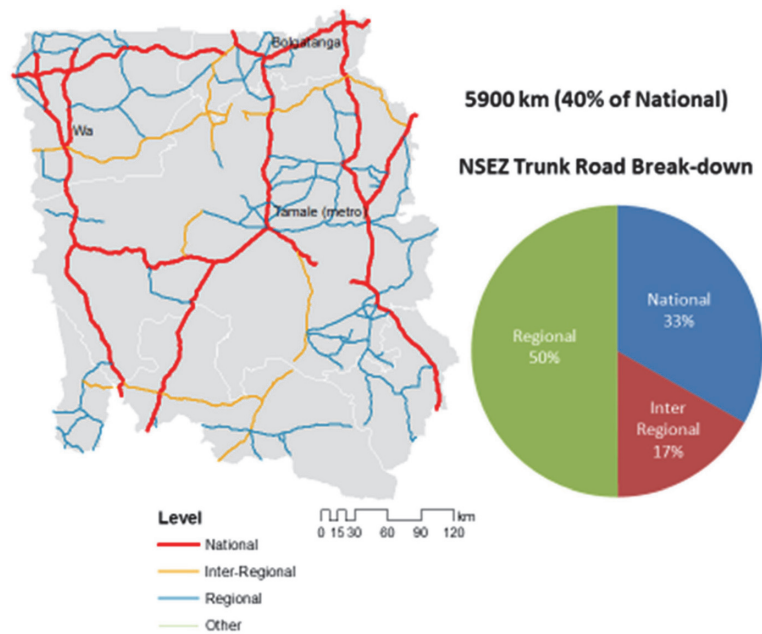 Bolgatanga
Wa
Tamale (metro)
5900 km (40% of National)
NSEZ Trunk Road Break-down
National
33%
Regional
50%
Inter
Regional
17%
Level
National
Inter-Regional
Regional
Other
km
0 15 30 60 90 120